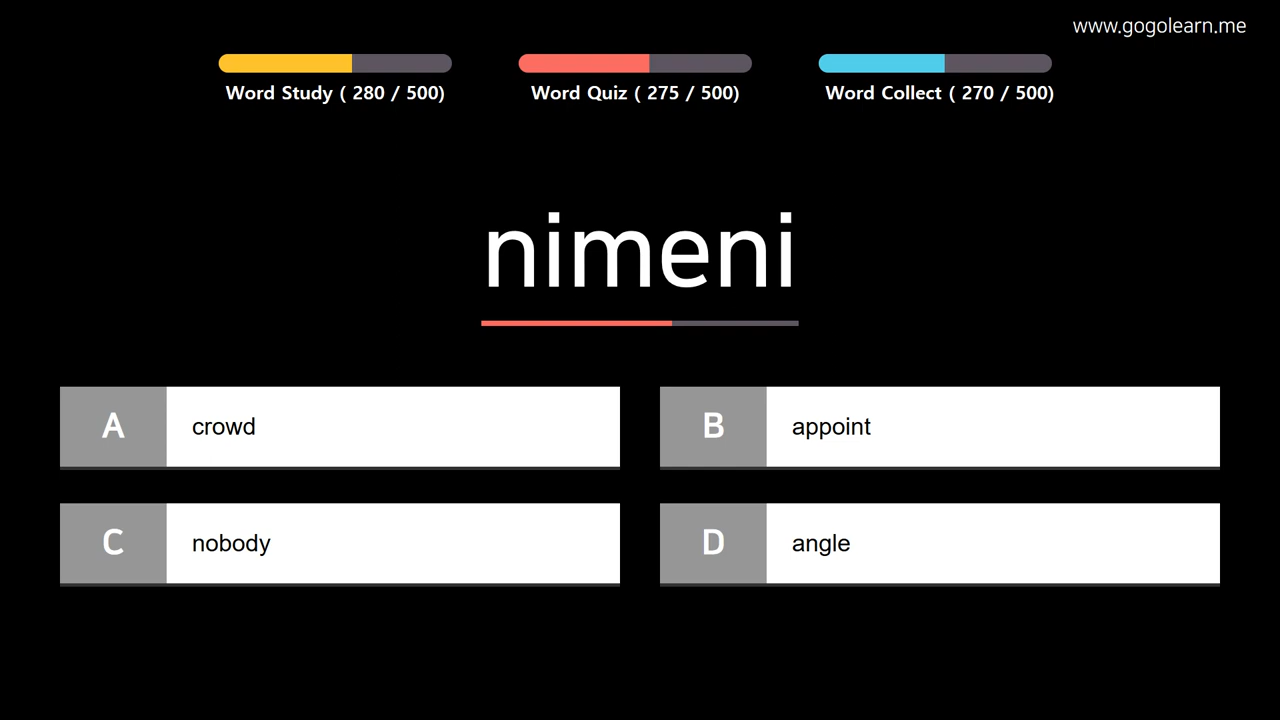 www.gogolearn.me
Word Study ( 280 / 500)
Word Quiz ( 275 / 500)
Word Collect ( 270 / 500)
nimeni
A crowd
B appoint
C nobody
D angle